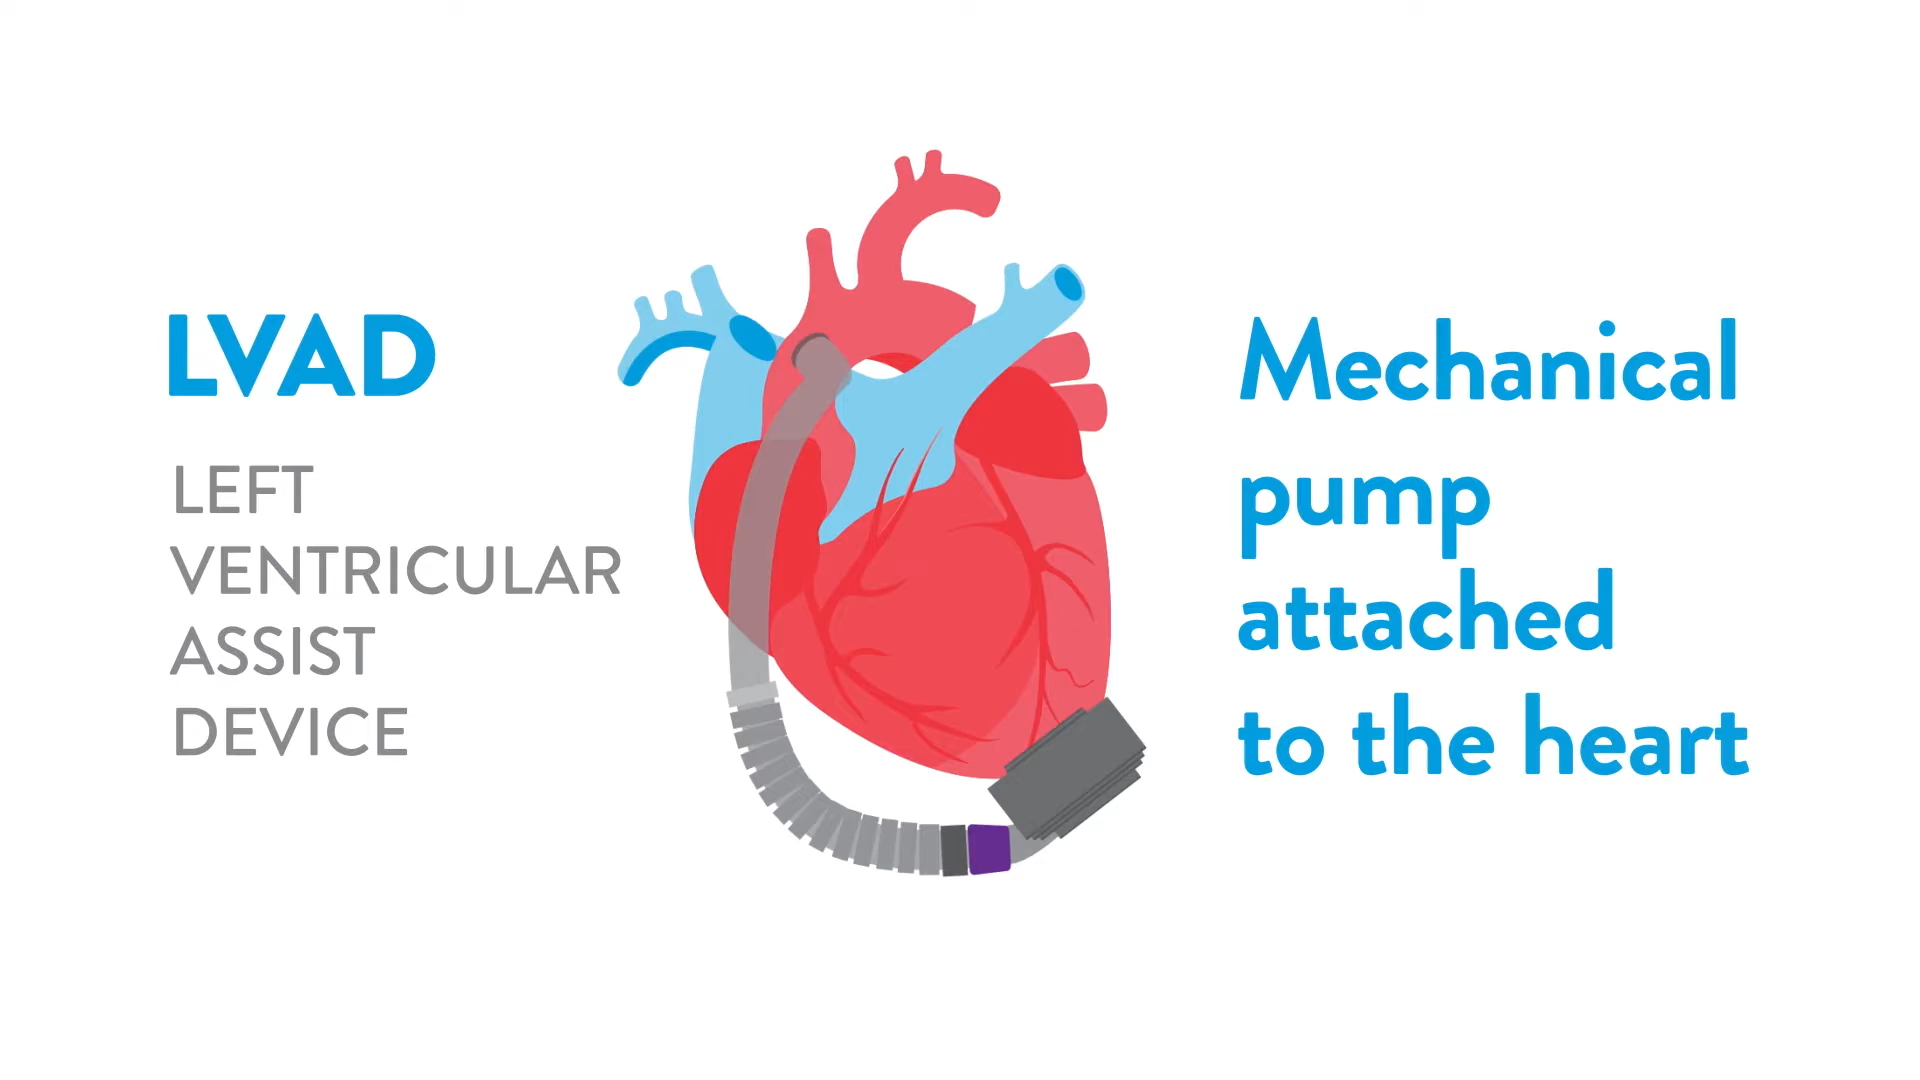 LVAD
LEFT
VENTRICULAR
ASSIST
DEVICE
Mechanical
pump
attached
to the heart